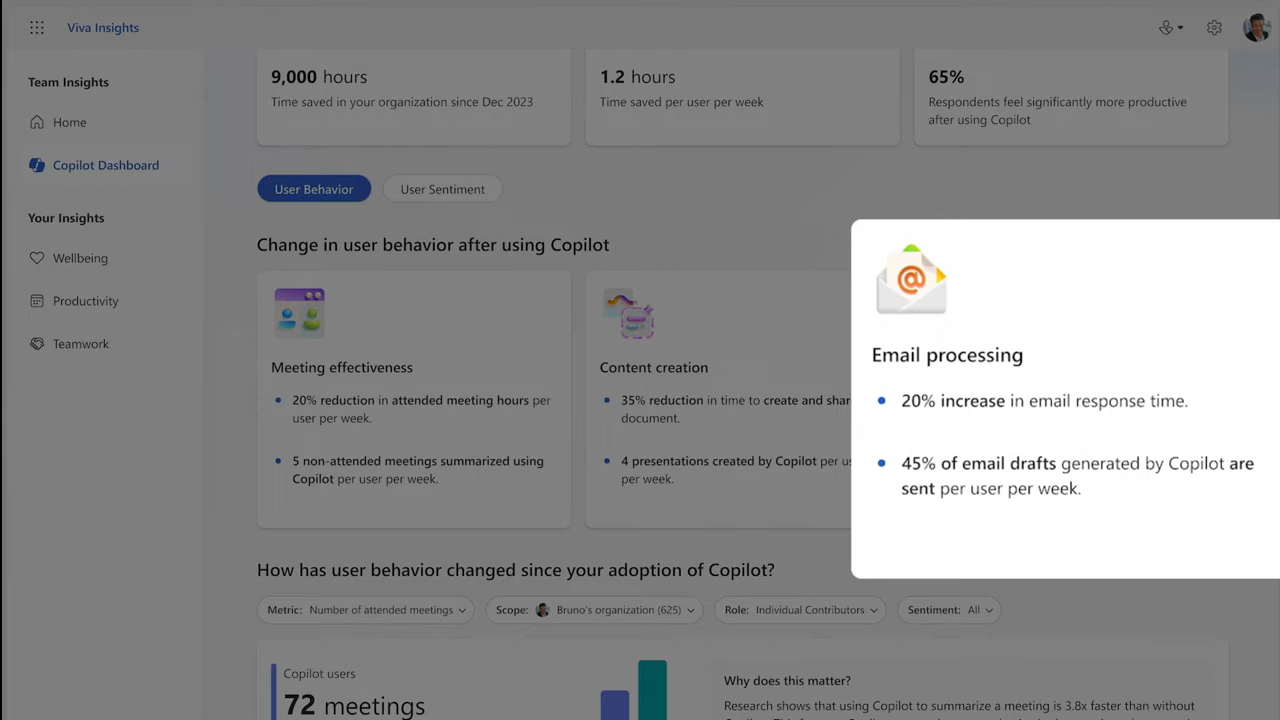 Viva Insights
Team Insights
Home
Copilot Dashboard
Your Insights
Wellbeing
Productivity
Teamwork
9,000 hours
Time saved in your organization since Dec 2023
1.2 hours
Time saved per user per week
65%
Respondents feel significantly more productive
after using Copilot
User Behavior
User Sentiment
Change in user behavior after using Copilot
Meeting effectiveness
20% reduction in attended meeting hours per
user per week.
5 non-attended meetings summarized using
Copilot per user per week.
Content creation
35% reduction in time to create and shar
document.
4 presentations created by Copilot per us
per week.
@
Email processing
20% increase in email response time.
45% of email drafts generated by Copilot are
sent per user per week.
How has user behavior changed since your adoption of Copilot?
Metric: Number of attended meetings
Scope: Bruno's organization (625)
Role: Individual Contributors
Sentiment: All
Copilot users
72 meetings
Why does this matter?
Research shows that using Copilot to summarize a meeting is 3.8x faster than without